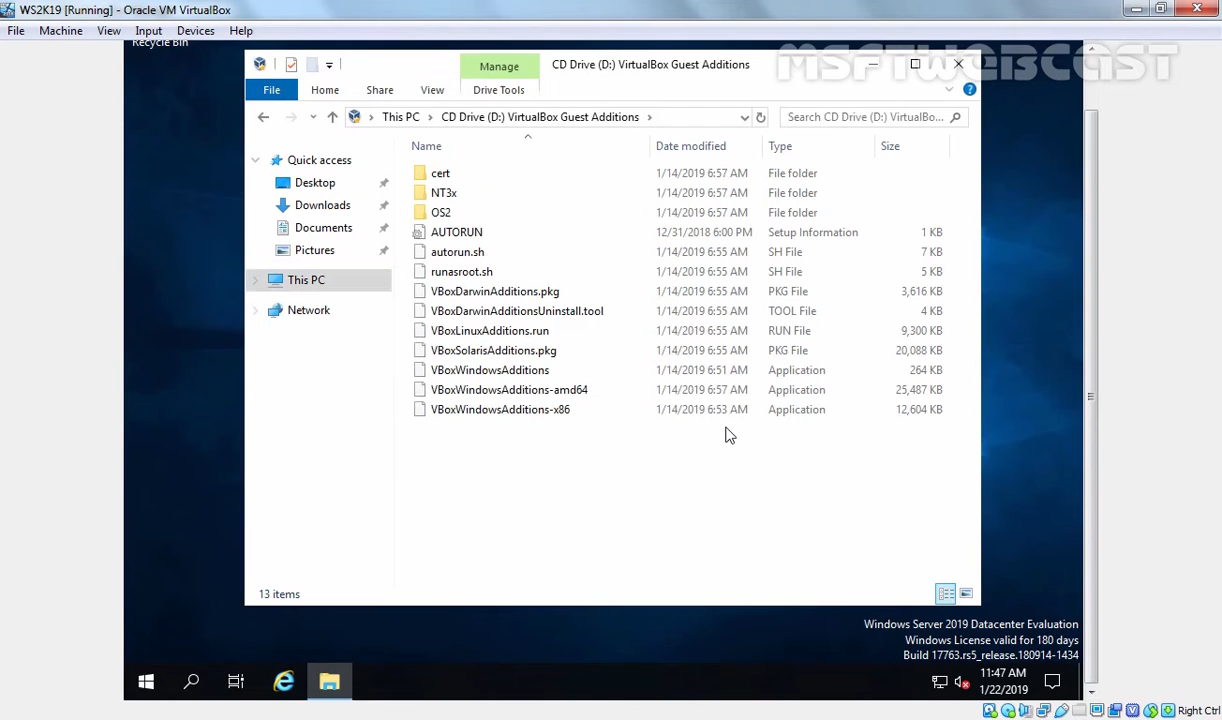 WS2K19 [Running] - Oracle VM VirtualBox
File Machine View Input Devices Help
Recycle Bin
MSFTWEBCAST
Manage CD Drive (D:) VirtualBox Guest Additions
File Home Share View Drive Tools
This PC CD Drive (D:) VirtualBox Guest Additions Search CD Drive (D:) VirtualBo...
Name Date modified Type Size
Quick access
Desktop
Downloads
Documents
Pictures
This PC
Network
cert 1/14/2019 6:57 AM File folder
NT3x 1/14/2019 6:57 AM File folder
OS2 1/14/2019 6:57 AM File folder
AUTORUN 12/31/2018 6:00 PM Setup Information 1 KB
autorun.sh 1/14/2019 6:55 AM SH File 7 KB
runasroot.sh 1/14/2019 6:55 AM SH File 5 KB
VBoxDarwinAdditions.pkg 1/14/2019 6:55 AM PKG File 3,616 KB
VBoxDarwinAdditionsUninstall.tool 1/14/2019 6:55 AM TOOL File 4 KB
VBoxLinuxAdditions.run 1/14/2019 6:55 AM RUN File 9,300 KB
VBoxSolarisAdditions.pkg 1/14/2019 6:55 AM PKG File 20,088 KB
VBoxWindowsAdditions 1/14/2019 6:51 AM Application 264 KB
VBoxWindowsAdditions-amd64 1/14/2019 6:57 AM Application 25,487 KB
VBoxWindowsAdditions-x86 1/14/2019 6:53 AM Application 12,604 KB
13 items
Windows Server 2019 Datacenter Evaluation
Windows License valid for 180 days
Build 17763.rs5_release.180914-1434
11:47 AM
1/22/2019
Right Ctrl